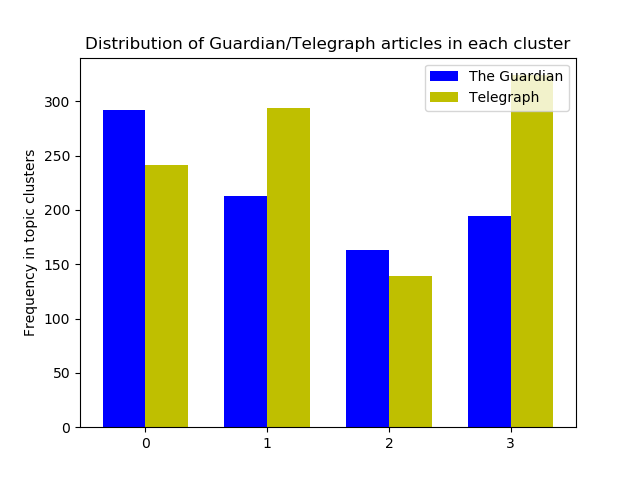 Distribution of Guardian/Telegraph articles in each cluster
The Guardian
Telegraph
Frequency in topic clusters
300
250
200
150
100
50
0
0 1 2 3